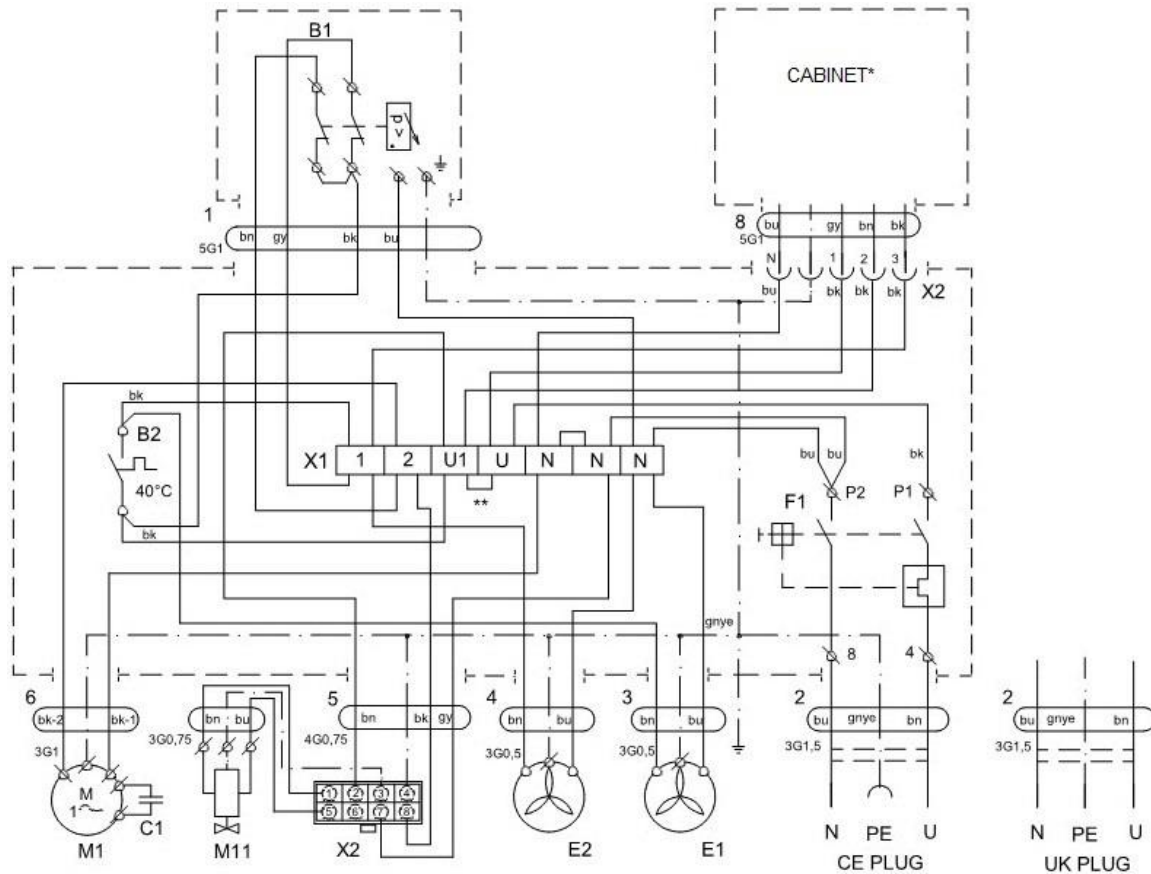 B1
p
<
CABINET*
1
5G1
bn gy bk bu
8
5G1
bu gy bn bk
N 1 2 3
bu bk bk bk
X2
bk
B2
40°C
bk
X1 1 2 U1 U N N N
**
bu bu bk
F1 P2 P1
gnye
8 4
6
bk-2 bk-1
3G1
bn bu
3G0,75
5
bn bk gy
4G0,75
4
bn bu
3G0,5
3
bn bu
3G0,5
2
bu gnye bn
3G1,5
2
bu gnye bn
3G1,5
M
1~
C1
M1
M11
1 2 3 4
5 6 7 8
X2
E2
E1
N PE U
CE PLUG
N PE U
UK PLUG